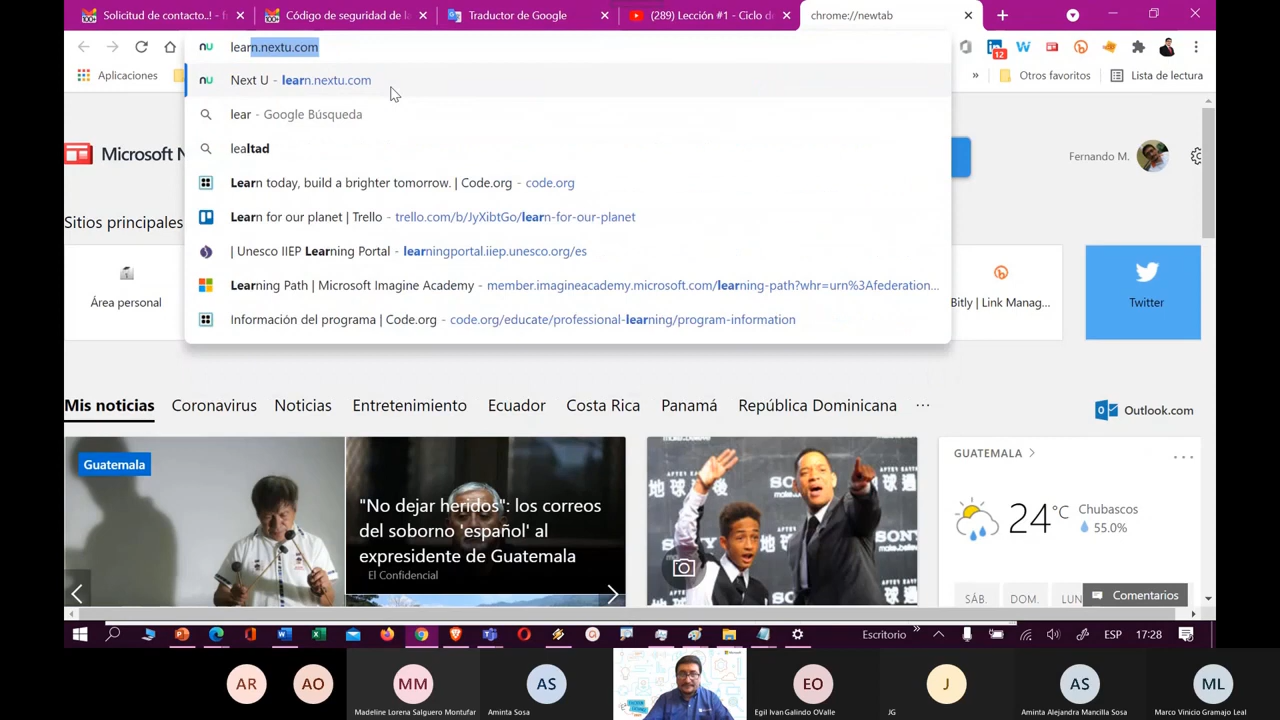 Solicitud de contacto..! - fr
Código de seguridad de la
Traductor de Google
(289) Lección #1 - Ciclo de
chrome://newtab
learn.nextu.com
12
Aplicaciones
Next U - learn.nextu.com
» Otros favoritos
Lista de lectura
lear - Google Búsqueda
Microsoft N
Fernando M.
lealtad
Learn today, build a brighter tomorrow. | Code.org - code.org
Sitios principales
Learn for our planet | Trello - trello.com/b/JyXibtGo/learn-for-our-planet
| Unesco IIEP Learning Portal - learningportal.iiep.unesco.org/es
Learning Path | Microsoft Imagine Academy - member.imagineacademy.microsoft.com/learning-path?whr=urn%3Afederation...
Área personal
Bitly | Link Manag...
Twitter
Información del programa | Code.org - code.org/educate/professional-learning/program-information
Mis noticias
Coronavirus
Noticias
Entretenimiento
Ecuador
Costa Rica
Panamá
República Dominicana
...
Outlook.com
Guatemala
"No dejar heridos": los correos
del soborno 'español' al
expresidente de Guatemala
El Confidencial
SONY
地球
GUATEMALA
...
24°C
Chubascos
55.0%
SÁB.
DOM.
LUN
Comentarios
Escritorio
»
ESP
17:28
AR
AO
MM
Madeline Lorena Salguero Montufar
AS
Aminta Sosa
EO
Egil Ivan Galindo OValle
J
JG
AS
Aminta Alejandra Mancilla Sosa
ML
Marco Vinicio Gramajo Leal